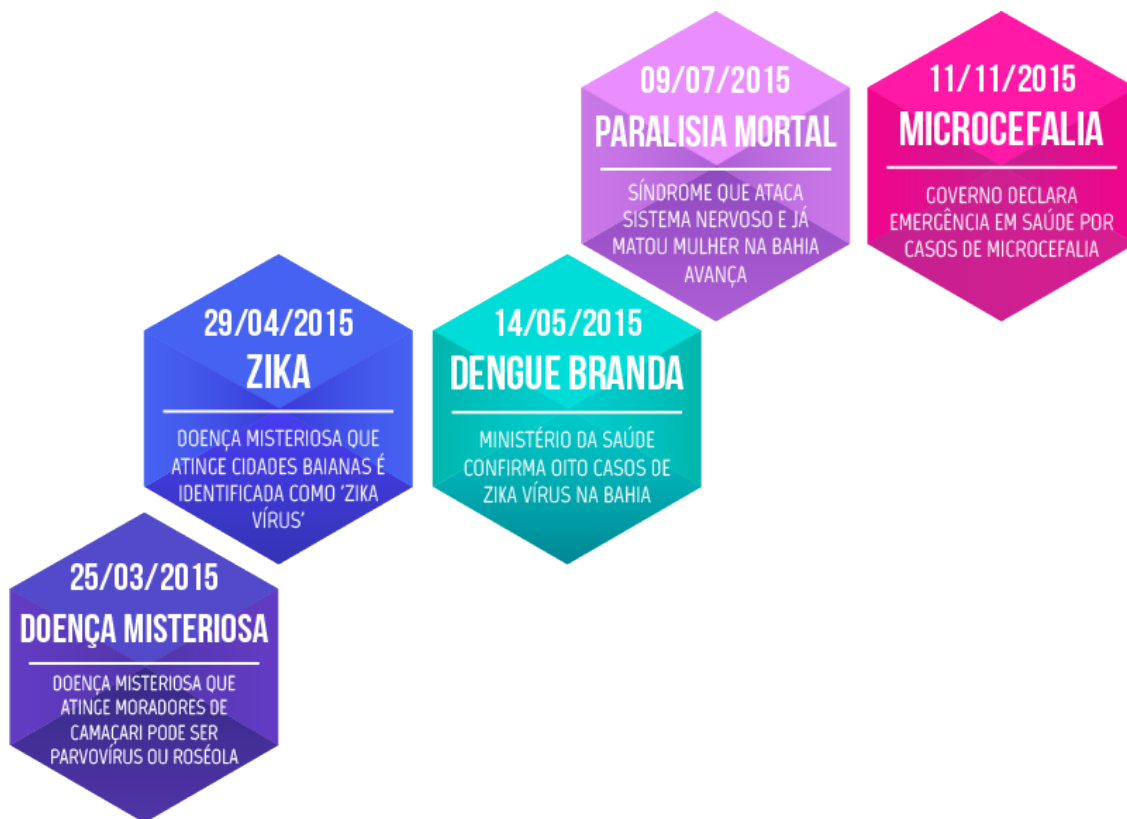 25/03/2015
DOENÇA MISTERIOSA
DOENÇA MISTERIOSA QUE
ATINGE MORADORES DE
CAMAÇARI PODE SER
PARVOVÍRUS OU ROSÉOLA
29/04/2015
ZIKA
DOENÇA MISTERIOSA QUE
ATINGE CIDADES BAIANAS É
IDENTIFICADA COMO ‘ZIKA
VÍRUS’
14/05/2015
DENGUE BRANDA
MINISTÉRIO DA SAÚDE
CONFIRMA OITO CASOS DE
ZIKA VÍRUS NA BAHIA
09/07/2015
PARALISIA MORTAL
SÍNDROME QUE ATACA
SISTEMA NERVOSO E JÁ
MATOU MULHER NA BAHIA
AVANÇA
11/11/2015
MICROCEFALIA
GOVERNO DECLARA
EMERGÊNCIA EM SAÚDE POR
CASOS DE MICROCEFALIA